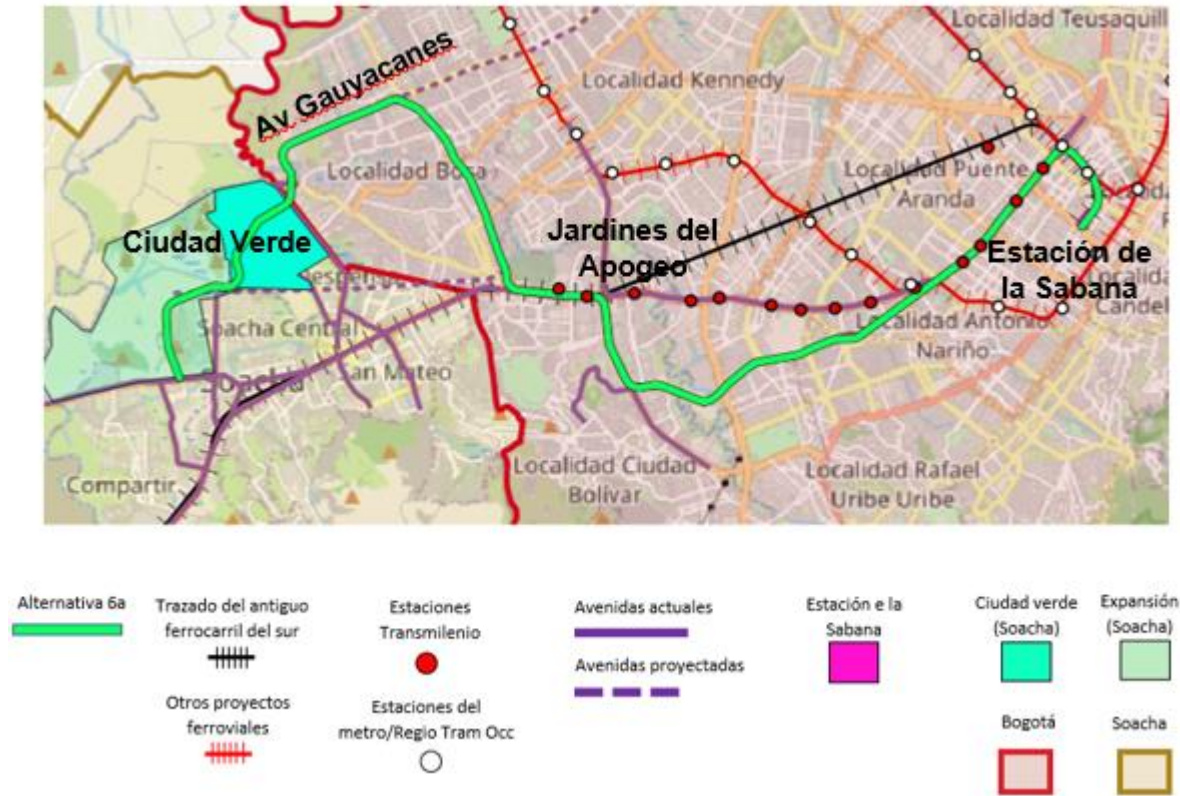 Localidad Teusaquill
Av Gauyacanes
Localidad Kennedy
Localidad Bosa
Localidad Puente
Aranda
Jardines del
Apogeo
Ciudad Verde
Estación de
la Sabana
Soacha Central
Soacha
San Mateo
Localidad Antonio
Nariño
Candel
Compartir
Localidad Ciudad
Bolívar
Localidad Rafael
Uribe Uribe
Alternativa 6a
Trazado del antiguo
ferrocarril del sur
Estaciones
Transmilenio
Avenidas actuales
Estación e la
Sabana
Ciudad verde
(Soacha)
Expansión
(Soacha)
Avenidas proyectadas
Otros proyectos
ferroviales
Estaciones del
metro/Regio Tram Occ
Bogotá
Soacha